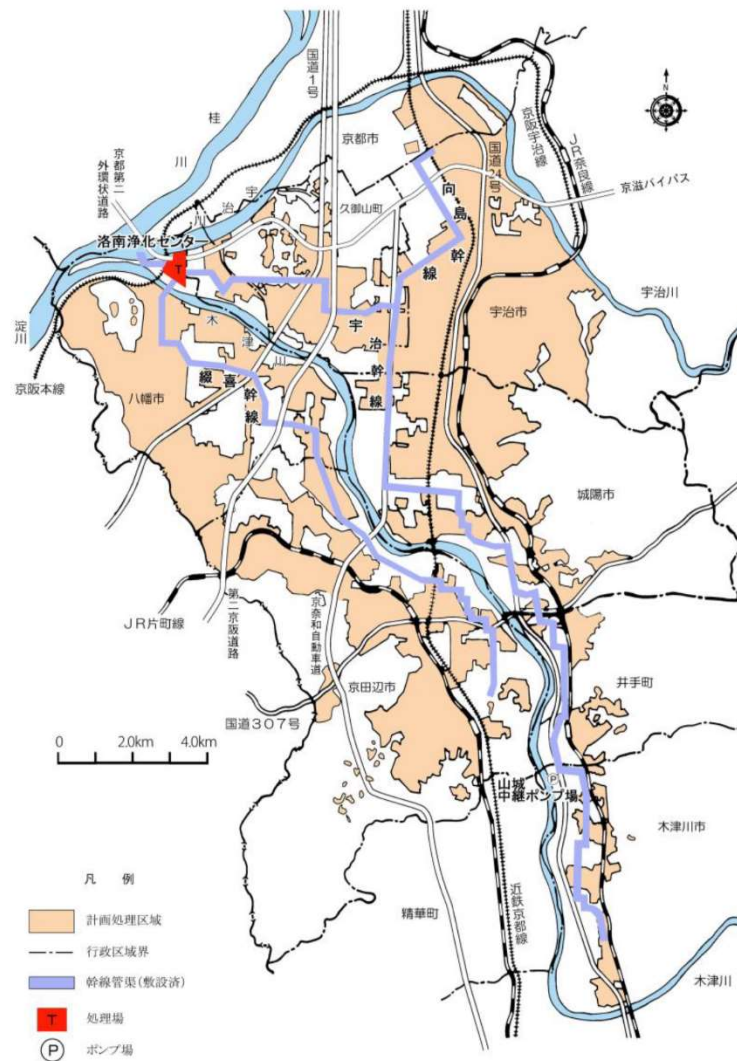 国道1号
N
桂川
京都市
京阪宇治線
JR奈良線
京都第二外環状道路
宇治川
久御山町
国道24号
向島幹線
京滋バイパス
洛南浄化センター
T
淀川
木津川
宇治幹線
宇治市
宇治川
京阪本線
八幡市
綴喜幹線
城陽市
JR片町線
第二京阪道路
京奈和自動車道
京田辺市
井手町
国道307号
0 2.0km 4.0km
山城
中継ポンプ場
P
木津川市
近鉄京都線
精華町
木津川
凡 例
計画処理区域
行政区域界
幹線管渠(敷設済)
T 処理場
P ポンプ場